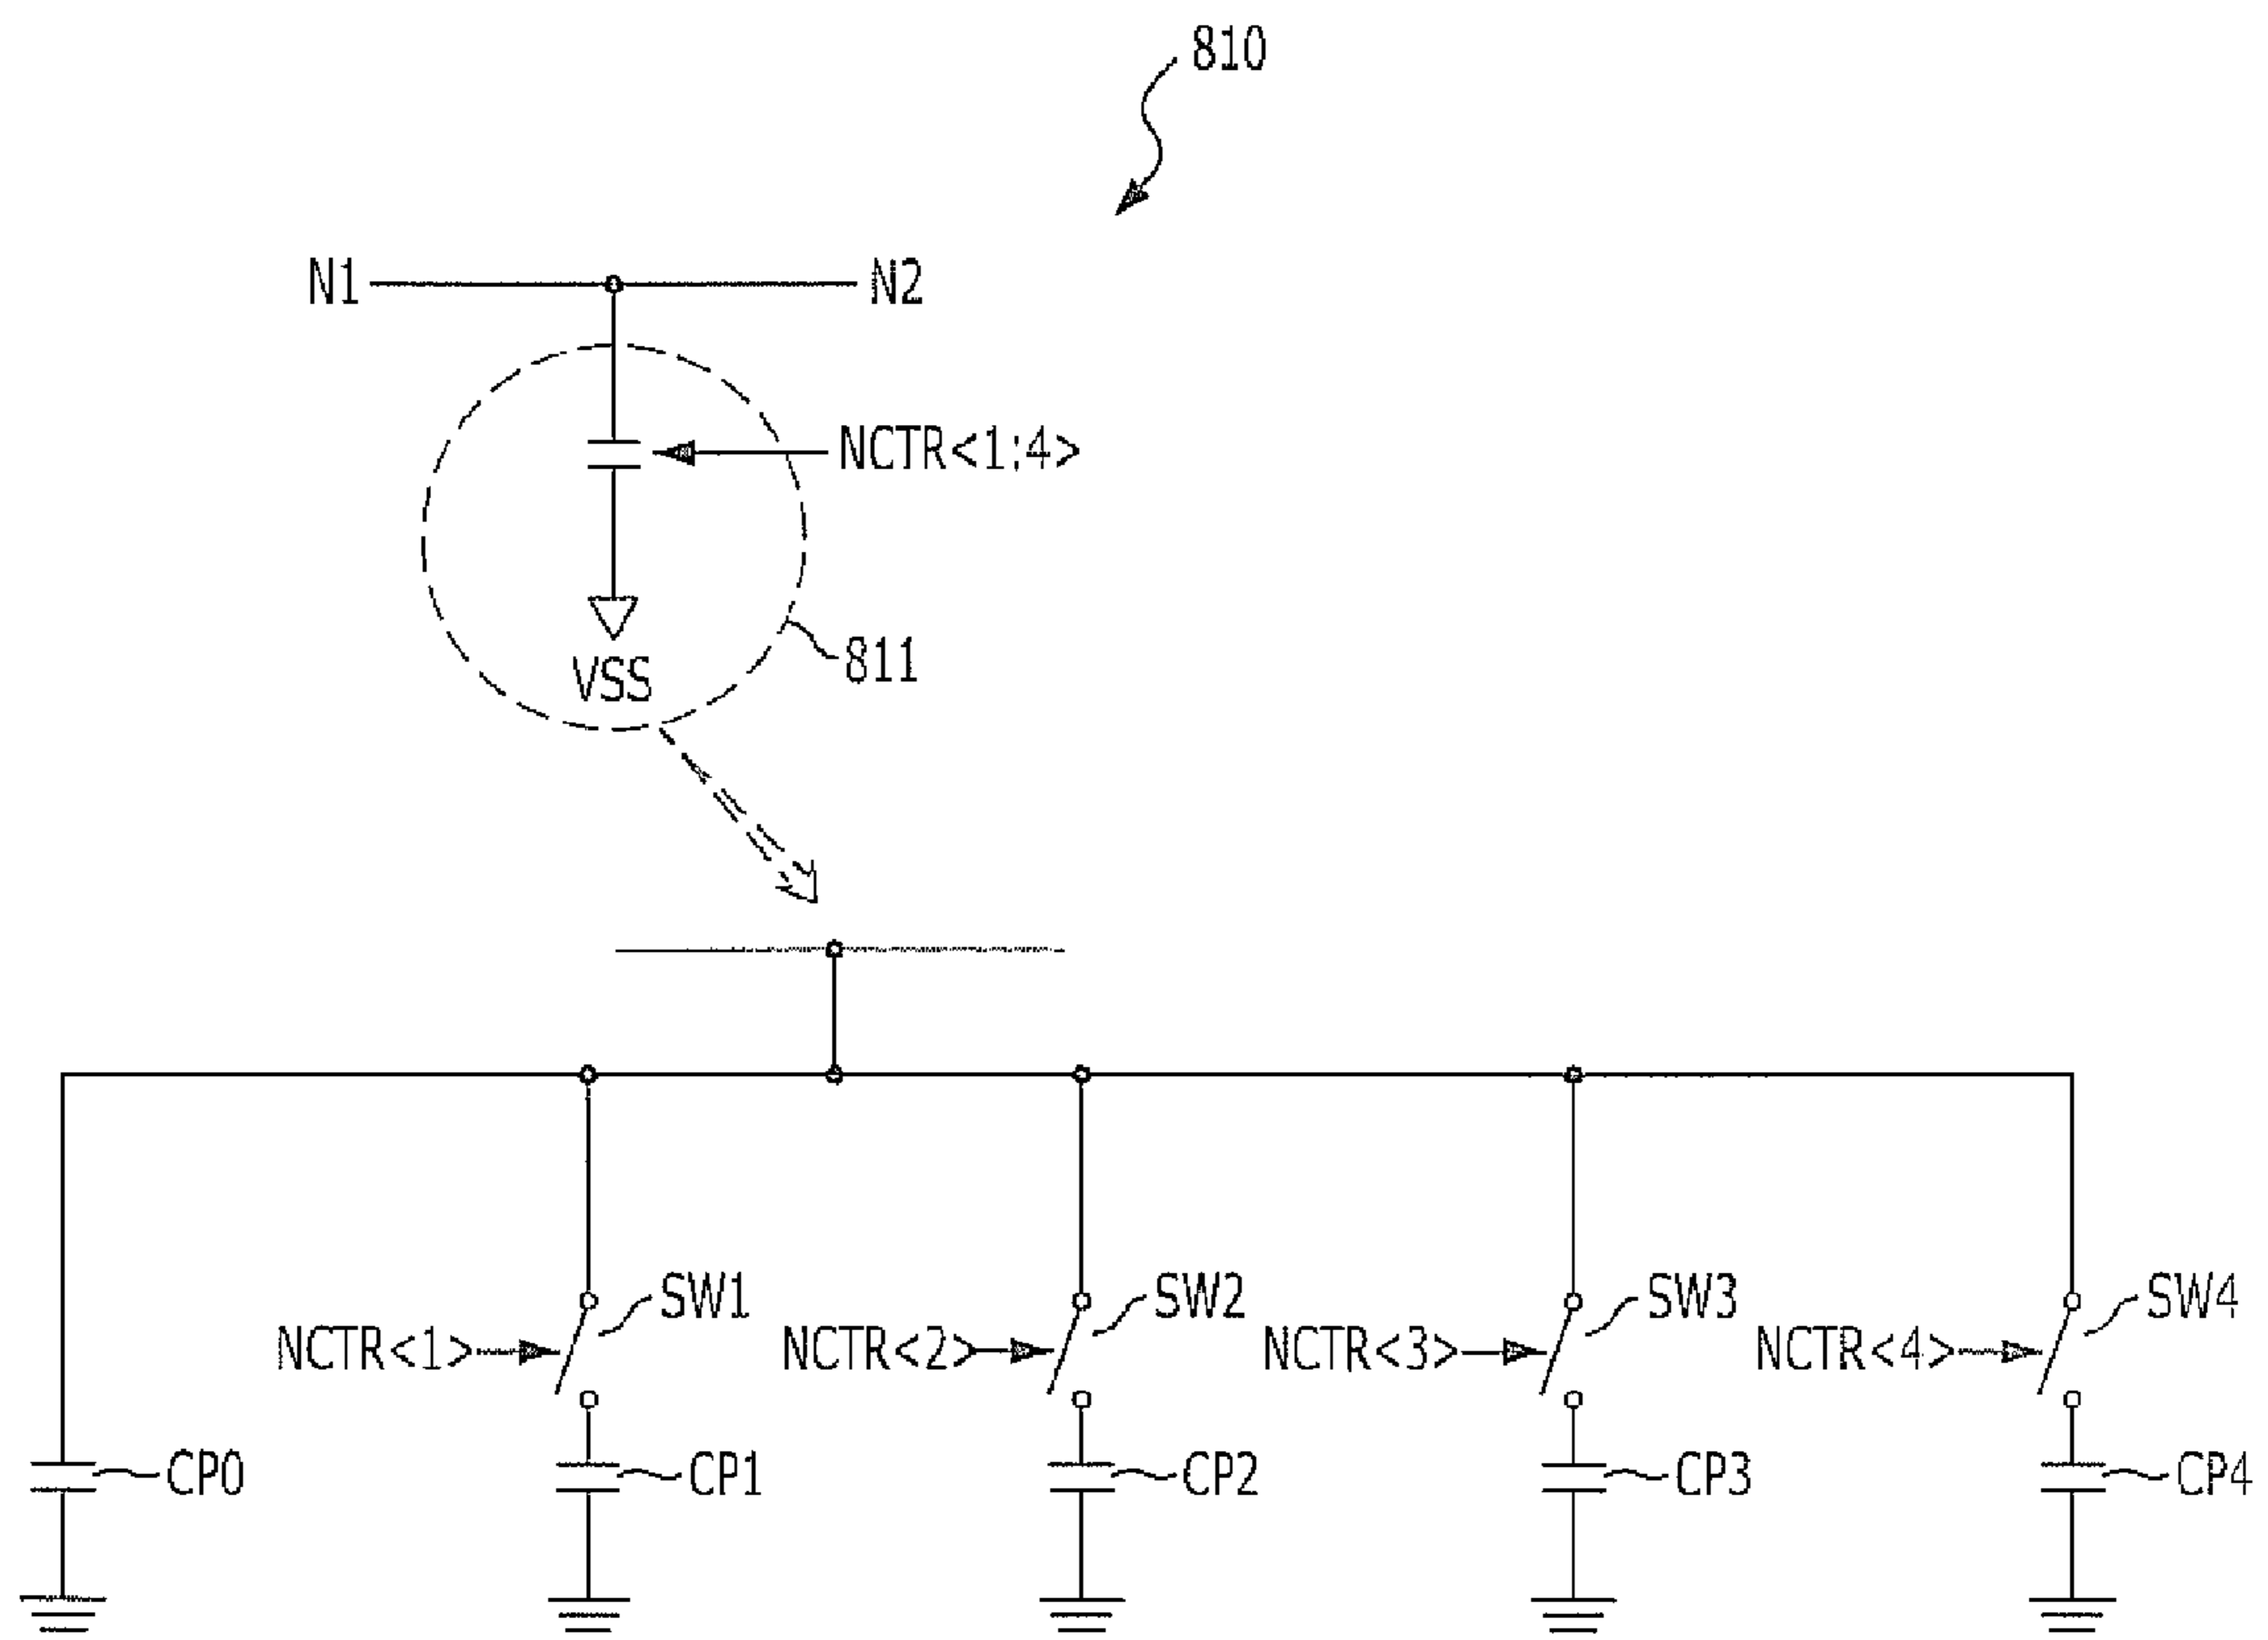 810
N1
N2
NCTR<1:4>
811
VSS
SW1
SW2
SW3
SW4
NCTR<1>
NCTR<2>
NCTR<3>
NCTR<4>
CP0
CP1
CP2
CP3
CP4